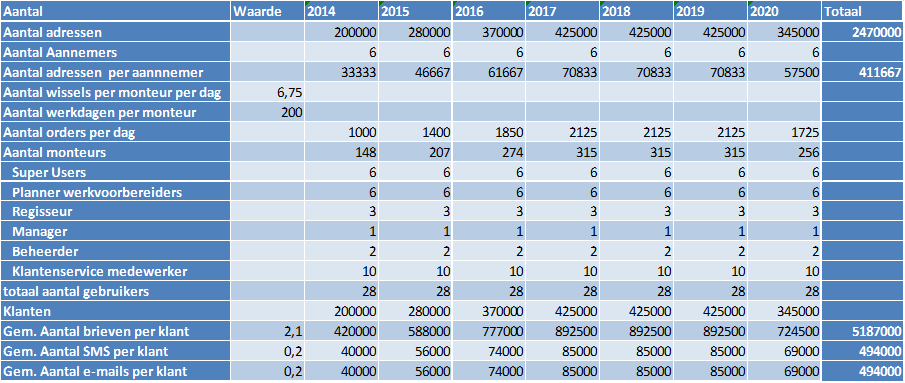 Aantal Waarde 2014 2015 2016 2017 2018 2019 2020 Totaal
Aantal adressen 200000 280000 370000 425000 425000 425000 345000 2470000
Aantal Aannemers 6 6 6 6 6 6 6
Aantal adressen per aannnemer 33333 46667 61667 70833 70833 70833 57500 411667
Aantal wissels per monteur per dag 6,75
Aantal werkdagen per monteur 200
Aantal orders per dag 1000 1400 1850 2125 2125 2125 1725
Aantal monteurs 148 207 274 315 315 315 256
Super Users 6 6 6 6 6 6 6
Planner werkvoorbereiders 6 6 6 6 6 6 6
Regisseur 3 3 3 3 3 3 3
Manager 1 1 1 1 1 1 1
Beheerder 2 2 2 2 2 2 2
Klantenservice medewerker 10 10 10 10 10 10 10
totaal aantal gebruikers 28 28 28 28 28 28 28
Klanten 200000 280000 370000 425000 425000 425000 345000
Gem. Aantal brieven per klant 2,1 420000 588000 777000 892500 892500 892500 724500 5187000
Gem. Aantal SMS per klant 0,2 40000 56000 74000 85000 85000 85000 69000 494000
Gem. Aantal e-mails per klant 0,2 40000 56000 74000 85000 85000 85000 69000 494000